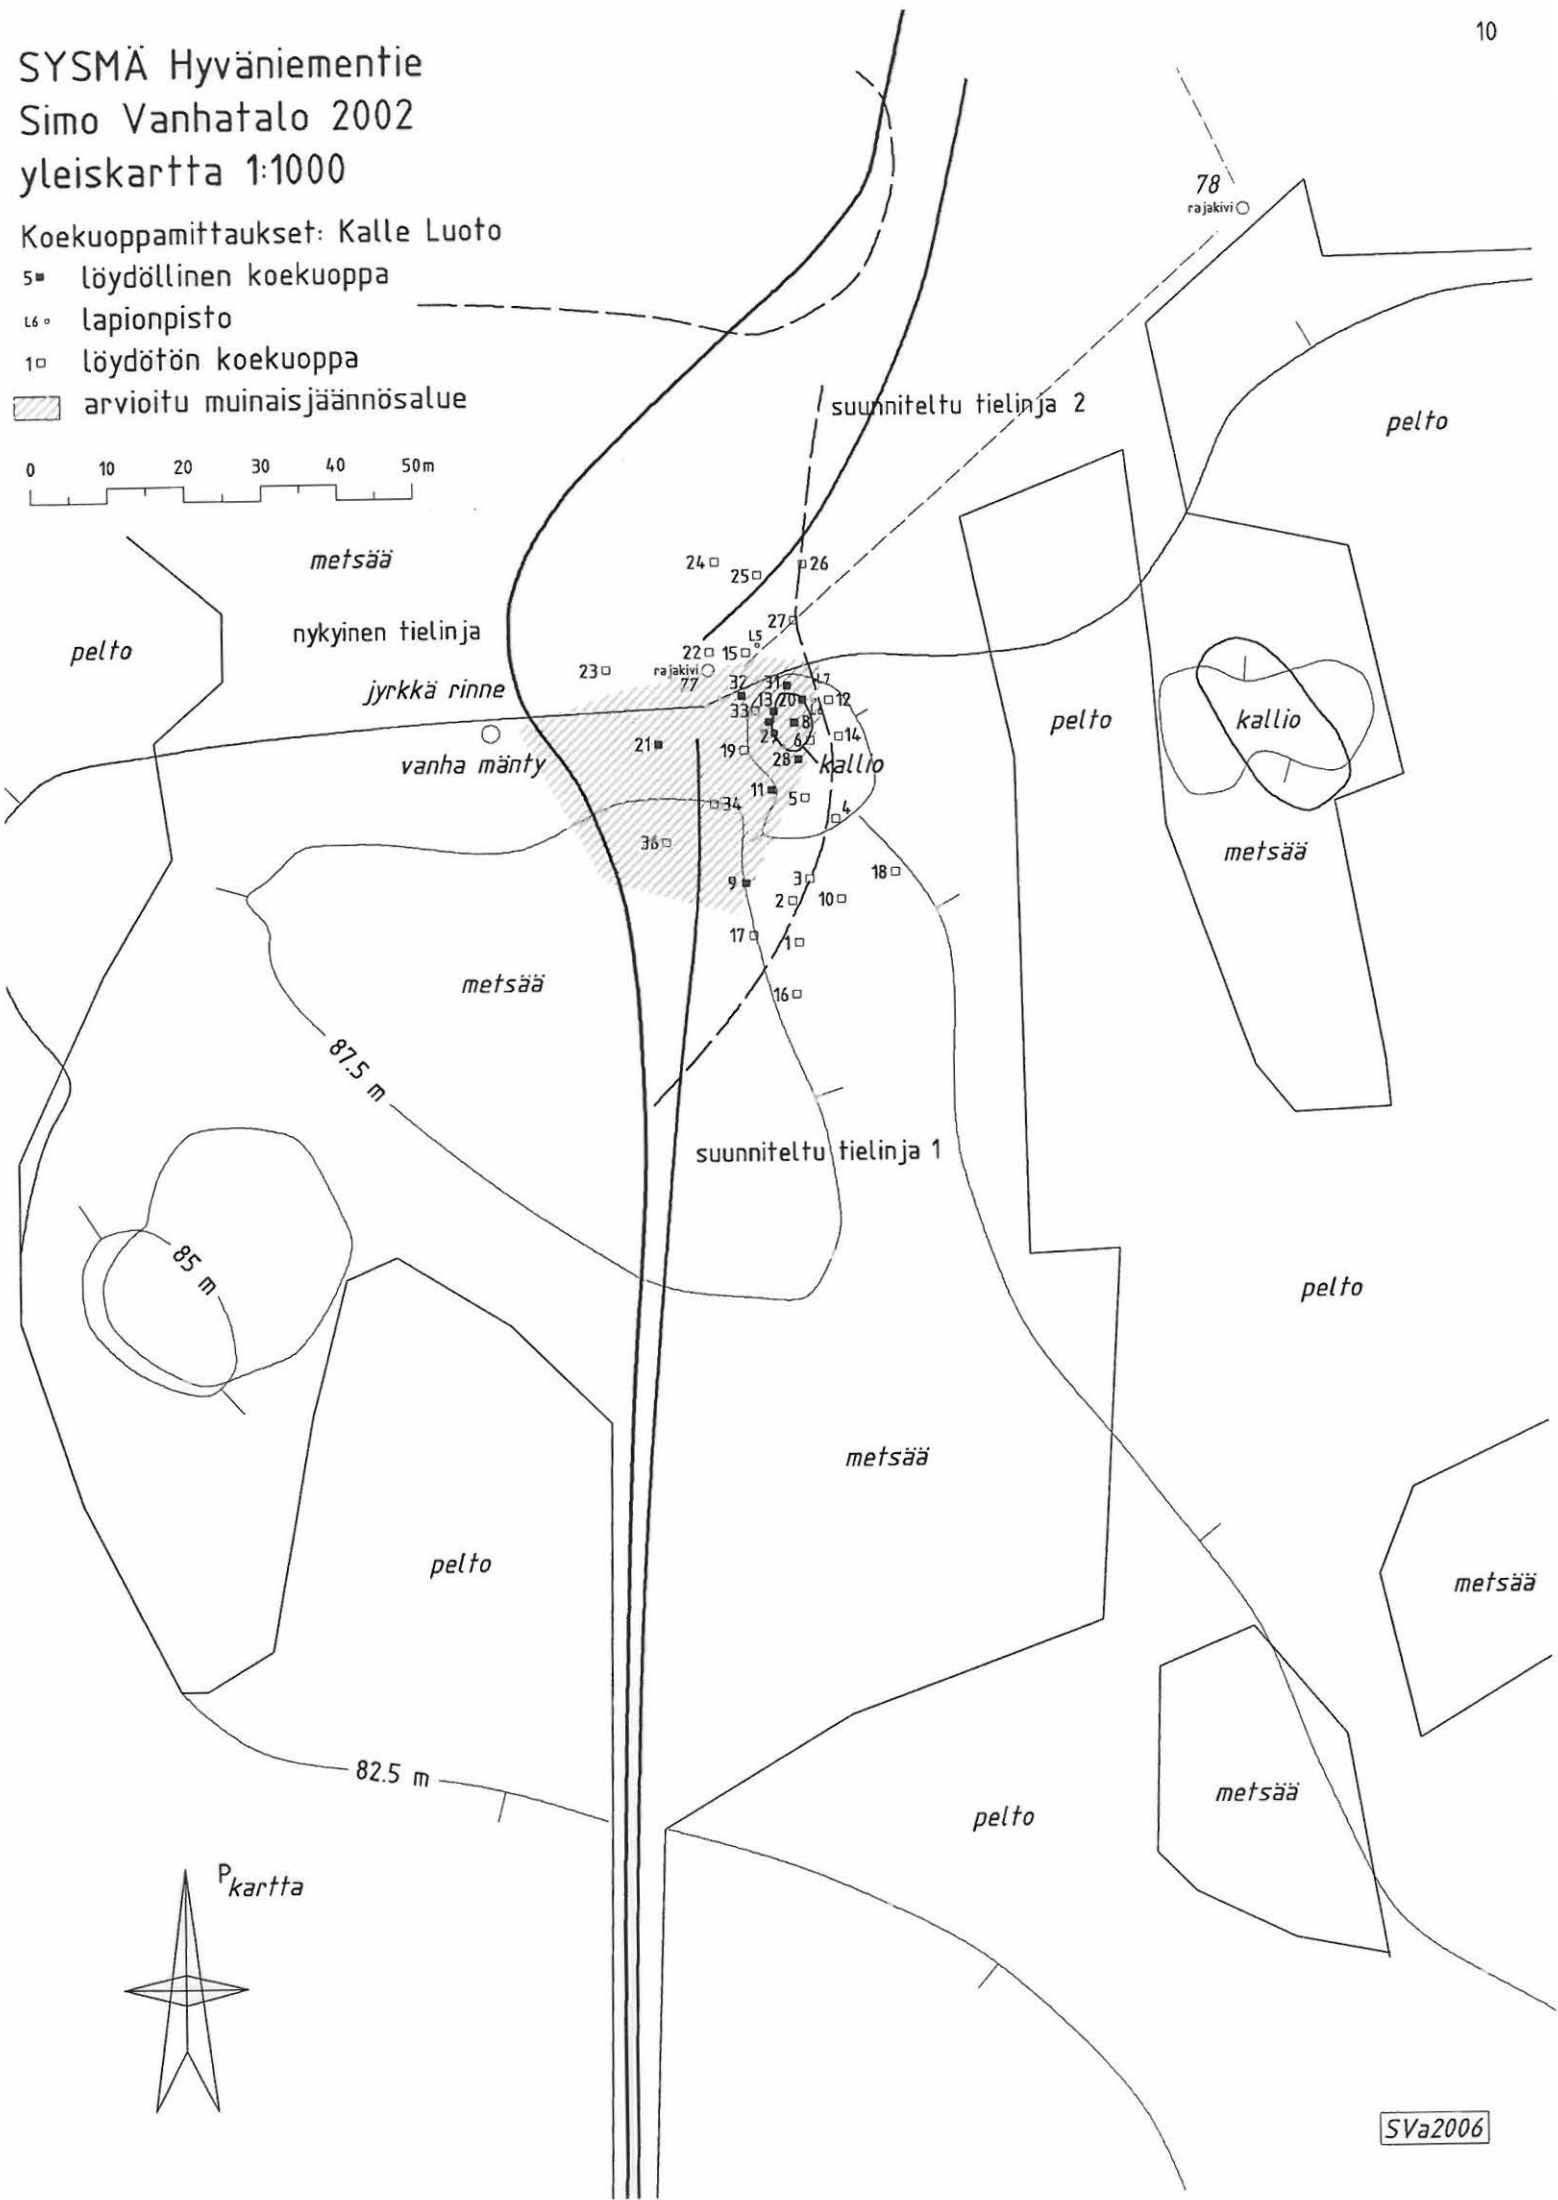 10
SYSMÄ Hyväniementie
Simo Vanhatalo 2002
yleiskartta 1:1000
Koekuoppamittaukset: Kalle Luoto
5 löydöllinen koekuoppa
L6 lapionpisto
1 löydötön koekuoppa
arvioitu muinaisjäännösalue
0 10 20 30 40 50m
78
rajakivi
suunniteltu tielinja 2
pelto
metsää
24
25
26
nykyinen tielinja
pelto
27
L5
22
15
23
rajakivi
77
jyrkkä rinne
32
31
L7
13
20
12
33
L6
pelto
kallio
8
29
6
14
21
19
vanha mänty
28
kallio
11
5
34
4
36
metsää
9
3
18
2
10
17
1
metsää
16
87.5 m
suunniteltu tielinja 1
85 m
pelto
metsää
pelto
metsää
82.5 m
metsää
pelto
P
kartta
SVa2006